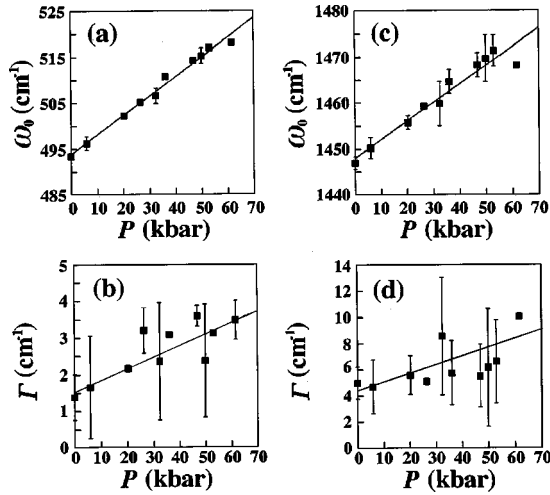 (a)
ω₀ (cm⁻¹)
525
515
505
495
485
0 10 20 30 40 50 60 70
P (kbar)
(c)
ω₀ (cm⁻¹)
1480
1470
1460
1450
1440
0 10 20 30 40 50 60 70
P (kbar)
(b)
Γ (cm⁻¹)
5
4
3
2
1
0
0 10 20 30 40 50 60 70
P (kbar)
(d)
Γ (cm⁻¹)
14
12
10
8
6
4
2
0
0 10 20 30 40 50 60 70
P (kbar)